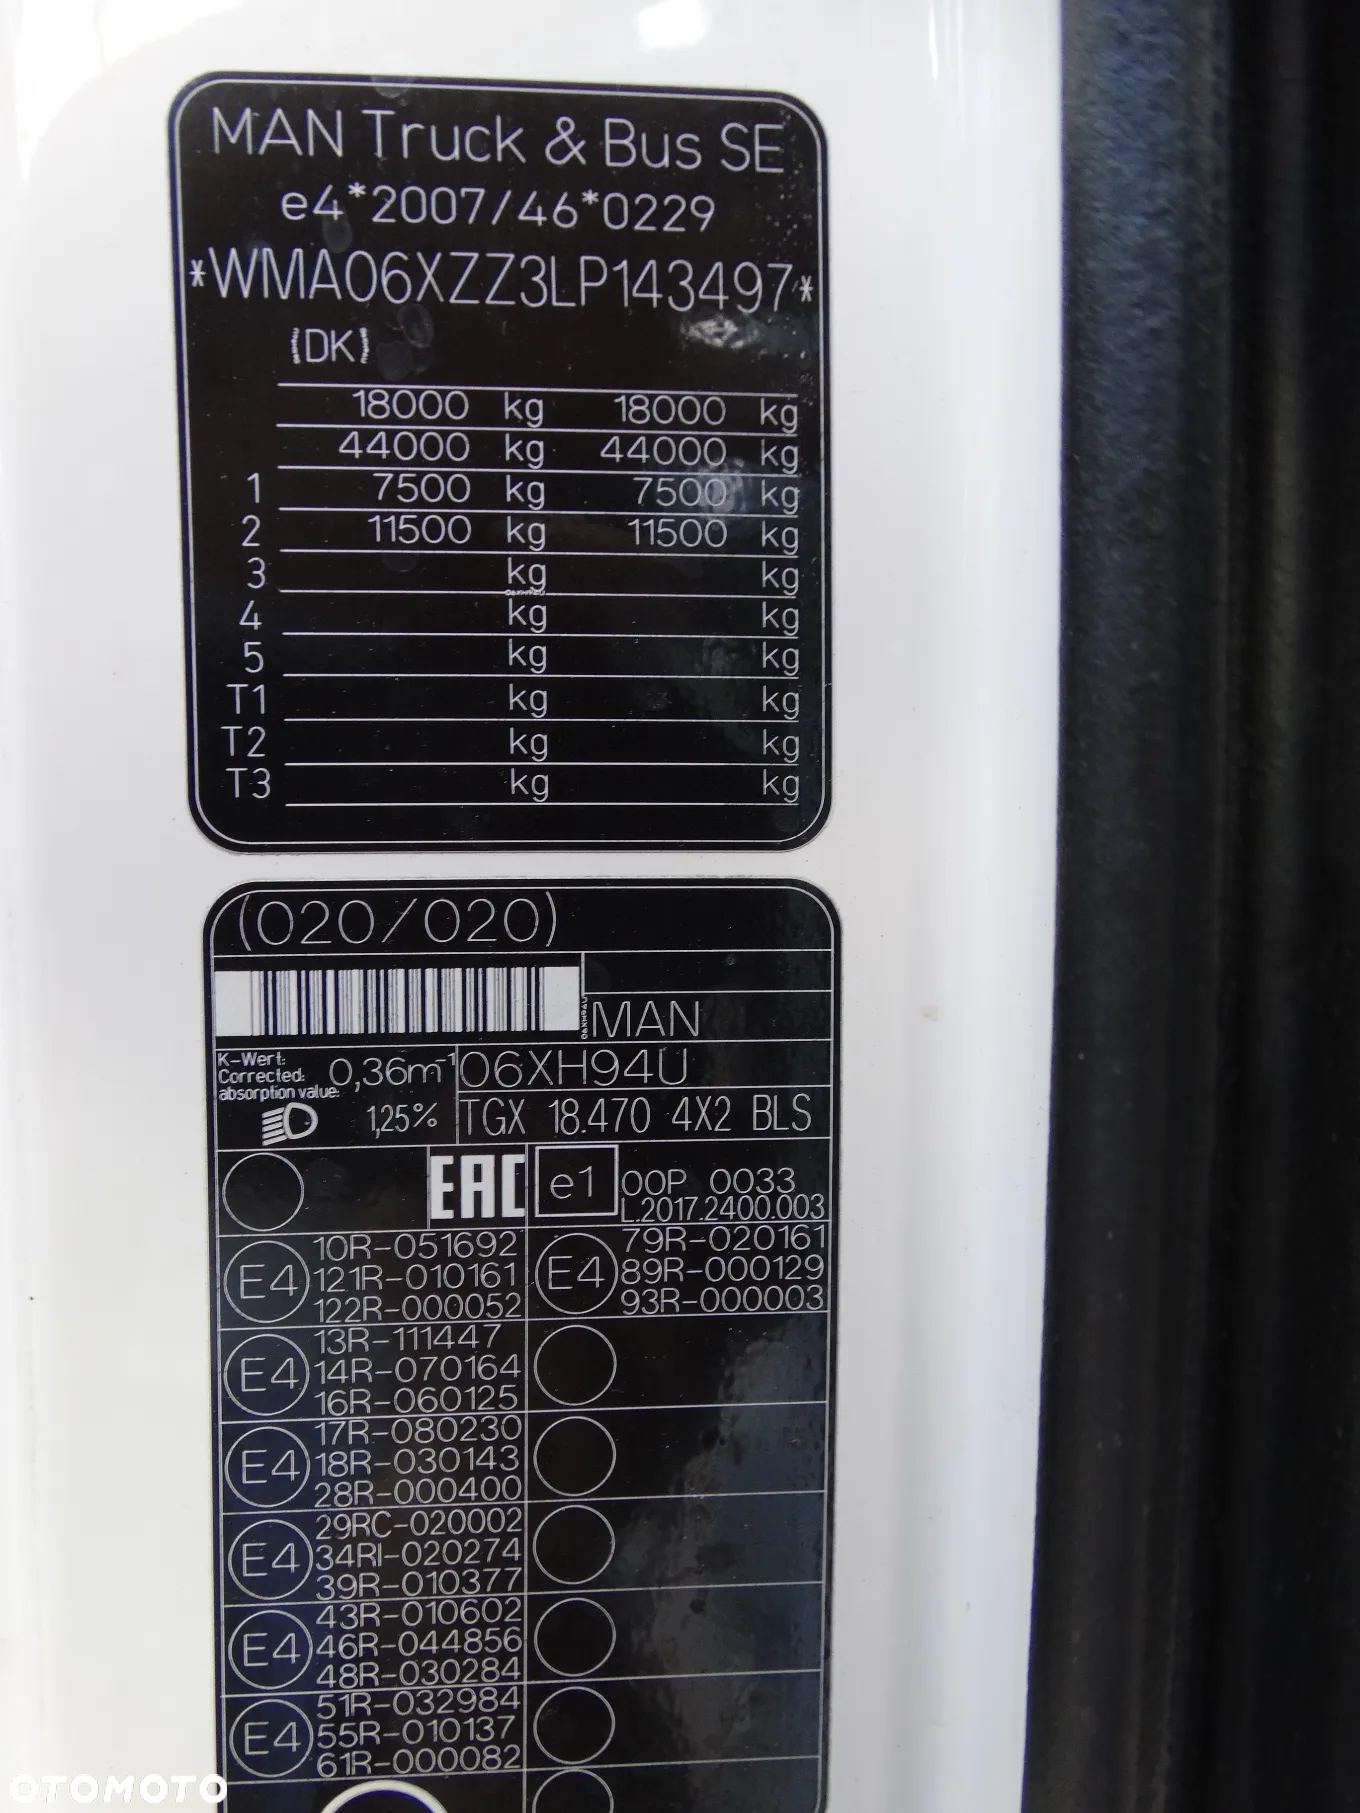 MAN Truck & Bus SE
e4*2007/46*0229
*WMA06XZZ3LP143497*
(DK)
18000 kg 18000 kg
44000 kg 44000 kg
1 7500 kg 7500 kg
2 11500 kg 11500 kg
3 kg kg
4 kg kg
5 kg kg
T1 kg kg
T2 kg kg
T3 kg kg
(020/020)
06XH94U
MAN
K-Wert:
Corrected:
absorption value:
0,36m⁻¹
06XH94U
1,25%
TGX 18.470 4X2 BLS
EAC
e1
00P 0033
L.2017.2400.003
E4
10R-051692
121R-010161
122R-000052
E4
79R-020161
89R-000129
93R-000003
E4
13R-111447
14R-070164
16R-060125
E4
17R-080230
18R-030143
28R-000400
E4
29RC-020002
34RI-020274
39R-010377
E4
43R-010602
46R-044856
48R-030284
E4
51R-032984
55R-010137
61R-000082
OTOMOTO